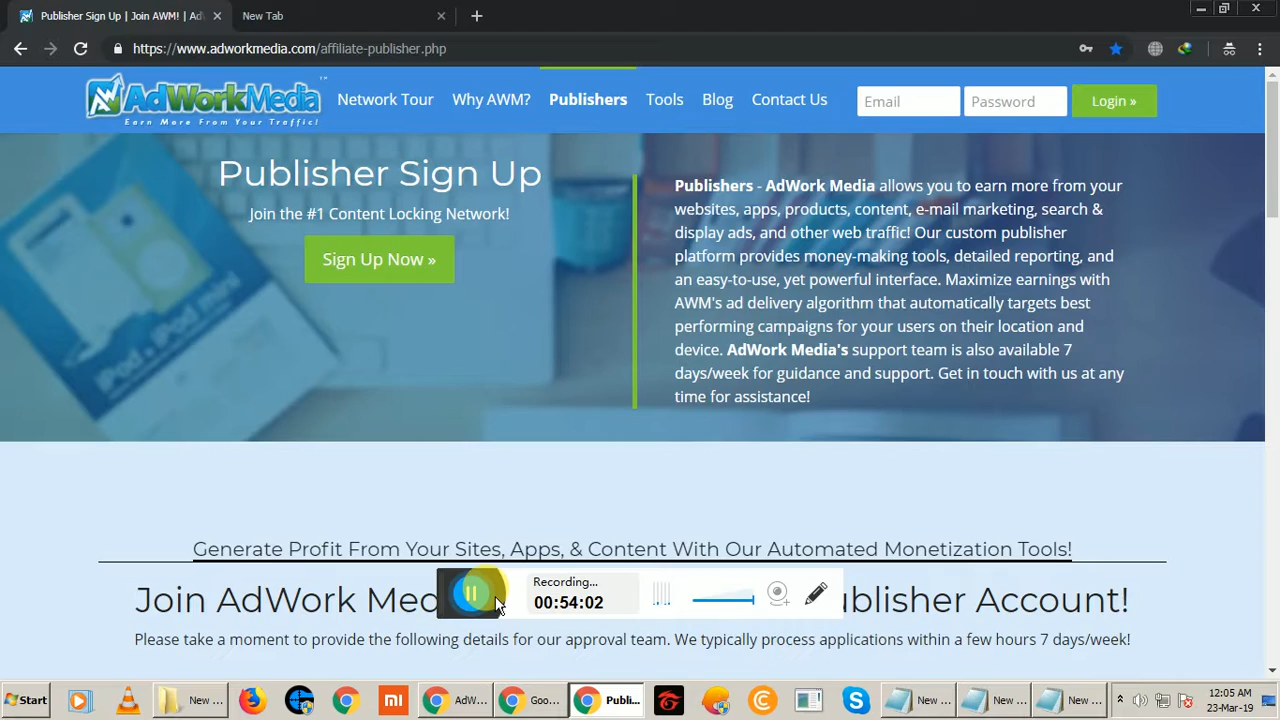 Publisher Sign Up | Join AWM! | Ad
New Tab
https://www.adworkmedia.com/affiliate-publisher.php
AdWorkMedia™
Earn More From Your Traffic!
Network Tour
Why AWM?
Publishers
Tools
Blog
Contact Us
Email
Password
Login »
Publisher Sign Up
Join the #1 Content Locking Network!
Sign Up Now »
Publishers - AdWork Media allows you to earn more from your
websites, apps, products, content, e-mail marketing, search &
display ads, and other web traffic! Our custom publisher
platform provides money-making tools, detailed reporting, and
an easy-to-use, yet powerful interface. Maximize earnings with
AWM's ad delivery algorithm that automatically targets best
performing campaigns for your users on their location and
device. AdWork Media's support team is also available 7
days/week for guidance and support. Get in touch with us at any
time for assistance!
iPod & iPod mini
Generate Profit From Your Sites, Apps, & Content With Our Automated Monetization Tools!
Join AdWork Med
ublisher Account!
Recording...
00:54:02
Please take a moment to provide the following details for our approval team. We typically process applications within a few hours 7 days/week!
Start
New ...
mi
AdW...
Goo...
Publi...
New ...
New ...
New ...
12:05 AM
23-Mar-19